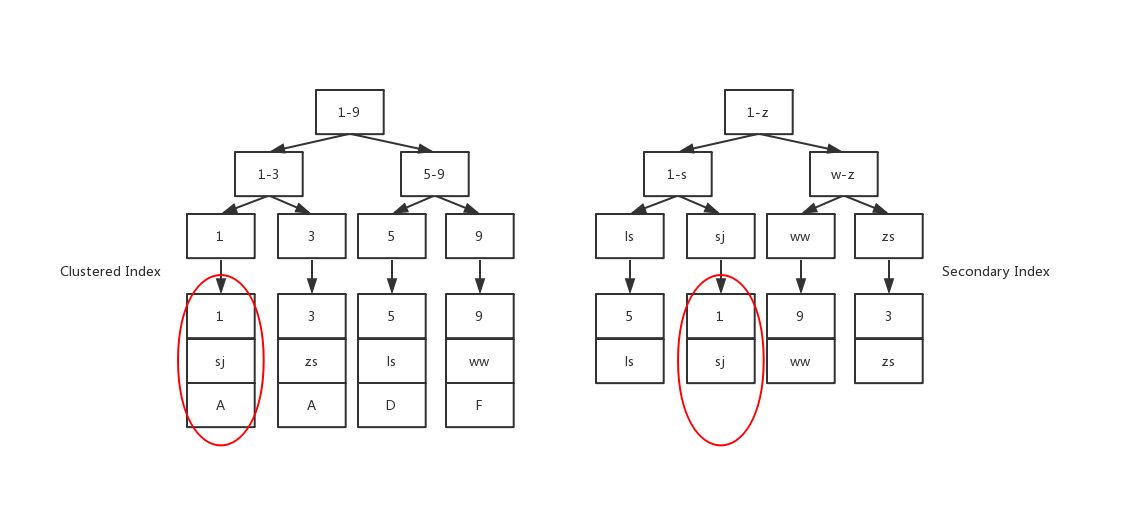 1-9
1-3
5-9
1
3
5
9
Clustered Index
1
3
5
9
sj
zs
ls
ww
A
A
D
F
1-z
1-s
w-z
ls
sj
ww
zs
Secondary Index
5
1
9
3
ls
sj
ww
zs